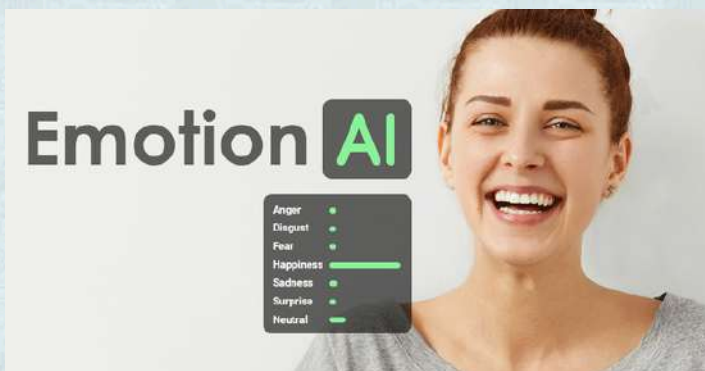 Emotion AI
Anger
Disgust
Fear
Happiness
Sadness
Surprise
Neutral